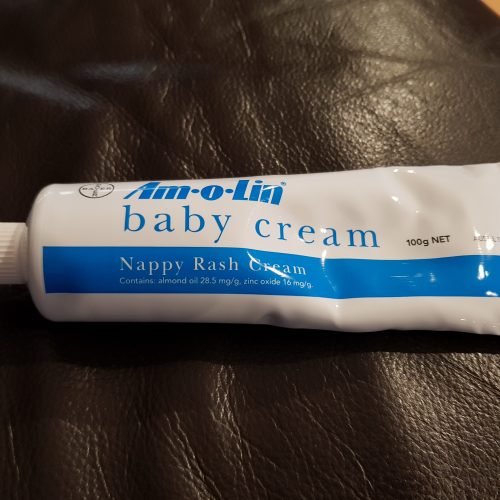 BAYER
Am·o·Lin®
baby cream
100g NET
Nappy Rash Cream
Contains: almond oil 28.5 mg/g, zinc oxide 16 mg/g.